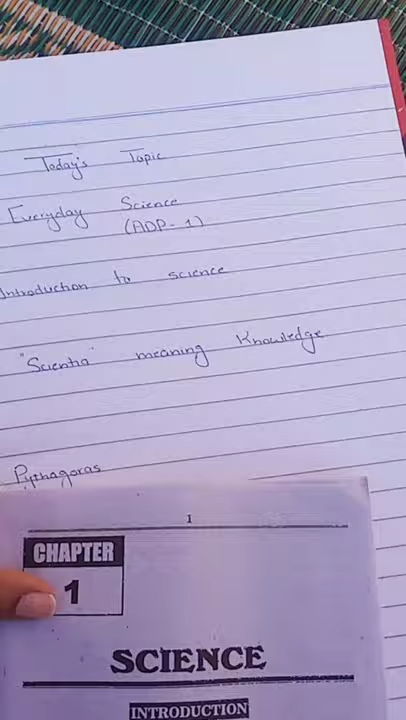 Today's Topic
Everyday Science
(ADP-1)
Introduction to science
"Scientia" meaning Knowledge
Pythagoras
1
CHAPTER
1
SCIENCE
INTRODUCTION